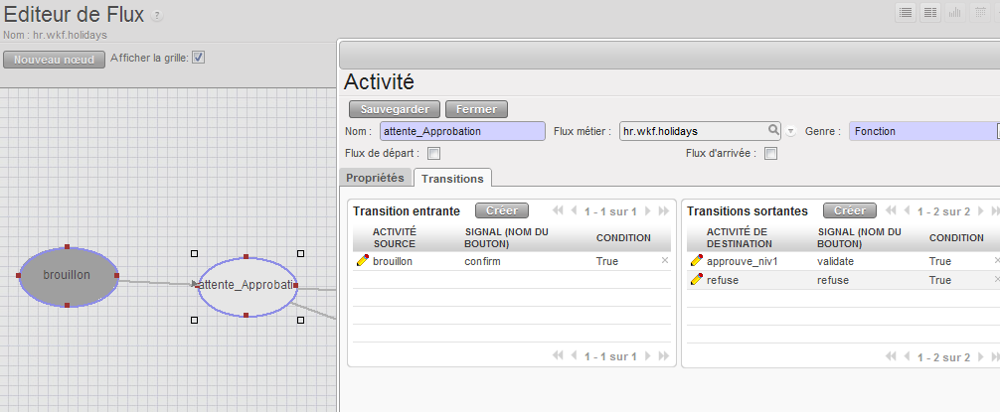 Editeur de Flux ?
Nom : hr.wkf.holidays
Nouveau nœud Afficher la grille:
brouillon
attente_Approbati
Activité
Sauvegarder Fermer
Nom : attente_Approbation Flux métier : hr.wkf.holidays Genre : Fonction
Flux de départ : Flux d'arrivée :
Propriétés Transitions
Transition entrante Créer 1 - 1 sur 1
ACTIVITÉ SOURCE SIGNAL (NOM DU BOUTON) CONDITION
brouillon confirm True
1 - 1 sur 1
Transitions sortantes Créer 1 - 2 sur 2
ACTIVITÉ DE DESTINATION SIGNAL (NOM DU BOUTON) CONDITION
approuve_niv1 validate True
refuse refuse True
1 - 2 sur 2